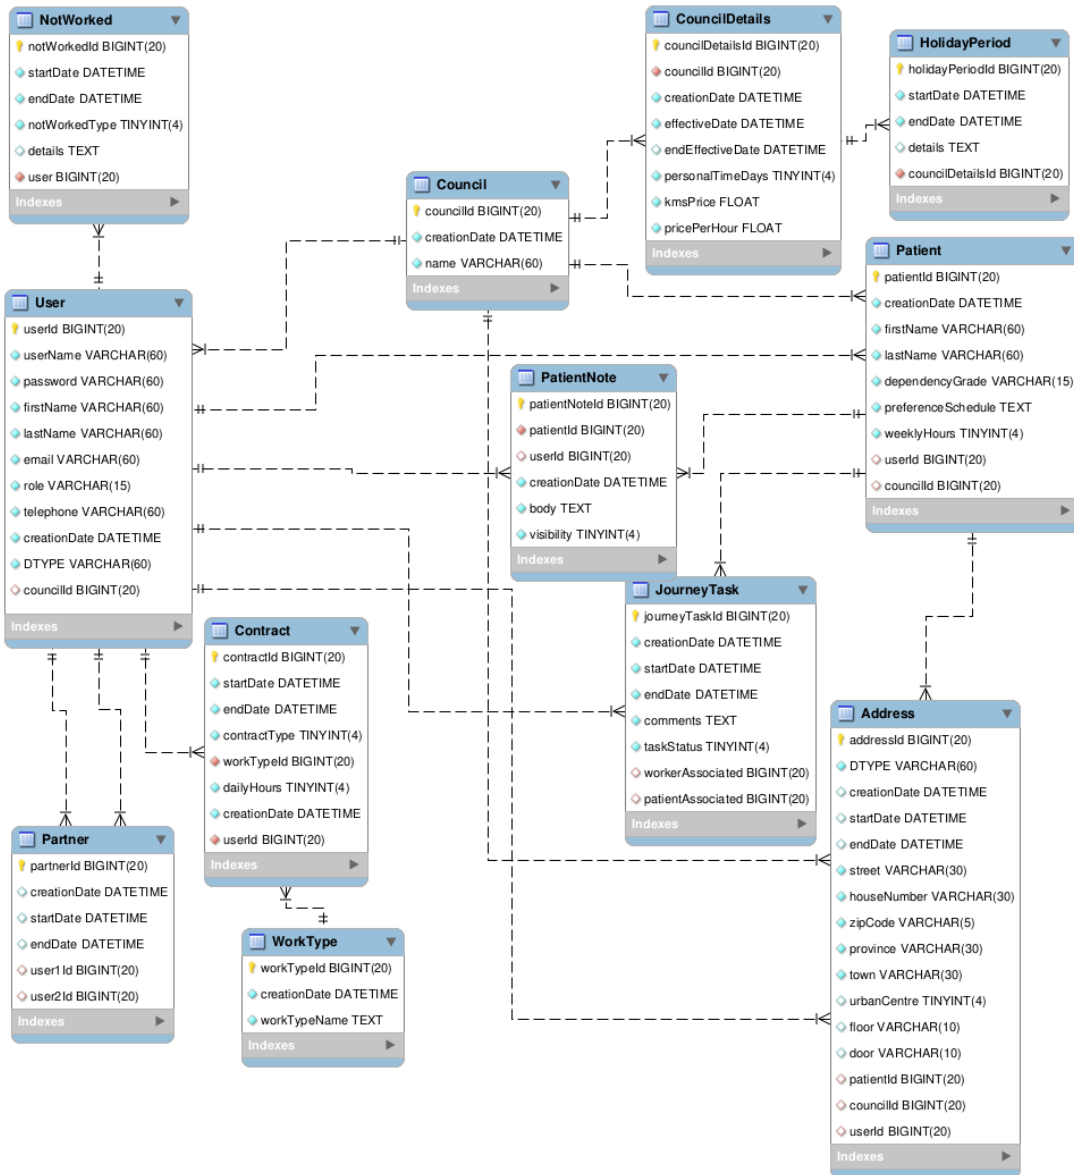 NotWorked
notWorkedId BIGINT(20)
startDate DATETIME
endDate DATETIME
notWorkedType TINYINT(4)
details TEXT
user BIGINT(20)
Indexes
CouncilDetails
councilDetailsId BIGINT(20)
councilId BIGINT(20)
creationDate DATETIME
effectiveDate DATETIME
endEffectiveDate DATETIME
personalTimeDays TINYINT(4)
kmsPrice FLOAT
pricePerHour FLOAT
Indexes
HolidayPeriod
holidayPeriodId BIGINT(20)
startDate DATETIME
endDate DATETIME
details TEXT
councilDetailsId BIGINT(20)
Indexes
Council
councilId BIGINT(20)
creationDate DATETIME
name VARCHAR(60)
Indexes
Patient
patientId BIGINT(20)
creationDate DATETIME
firstName VARCHAR(60)
lastName VARCHAR(60)
dependencyGrade VARCHAR(15)
preferenceSchedule TEXT
weeklyHours TINYINT(4)
userId BIGINT(20)
councilId BIGINT(20)
Indexes
User
userId BIGINT(20)
userName VARCHAR(60)
password VARCHAR(60)
firstName VARCHAR(60)
lastName VARCHAR(60)
email VARCHAR(60)
role VARCHAR(15)
telephone VARCHAR(60)
creationDate DATETIME
DTYPE VARCHAR(60)
councilId BIGINT(20)
Indexes
PatientNote
patientNoteId BIGINT(20)
patientId BIGINT(20)
userId BIGINT(20)
creationDate DATETIME
body TEXT
visibility TINYINT(4)
Indexes
JourneyTask
journeyTaskId BIGINT(20)
creationDate DATETIME
startDate DATETIME
endDate DATETIME
comments TEXT
taskStatus TINYINT(4)
workerAssociated BIGINT(20)
patientAssociated BIGINT(20)
Indexes
Contract
contractId BIGINT(20)
startDate DATETIME
endDate DATETIME
contractType TINYINT(4)
workTypeId BIGINT(20)
dailyHours TINYINT(4)
creationDate DATETIME
userId BIGINT(20)
Indexes
Address
addressId BIGINT(20)
DTYPE VARCHAR(60)
creationDate DATETIME
startDate DATETIME
endDate DATETIME
street VARCHAR(30)
houseNumber VARCHAR(30)
zipCode VARCHAR(5)
province VARCHAR(30)
town VARCHAR(30)
urbanCentre TINYINT(4)
floor VARCHAR(10)
door VARCHAR(10)
patientId BIGINT(20)
councilId BIGINT(20)
userId BIGINT(20)
Indexes
Partner
partnerId BIGINT(20)
creationDate DATETIME
startDate DATETIME
endDate DATETIME
user1Id BIGINT(20)
user2Id BIGINT(20)
Indexes
WorkType
workTypeId BIGINT(20)
creationDate DATETIME
workTypeName TEXT
Indexes